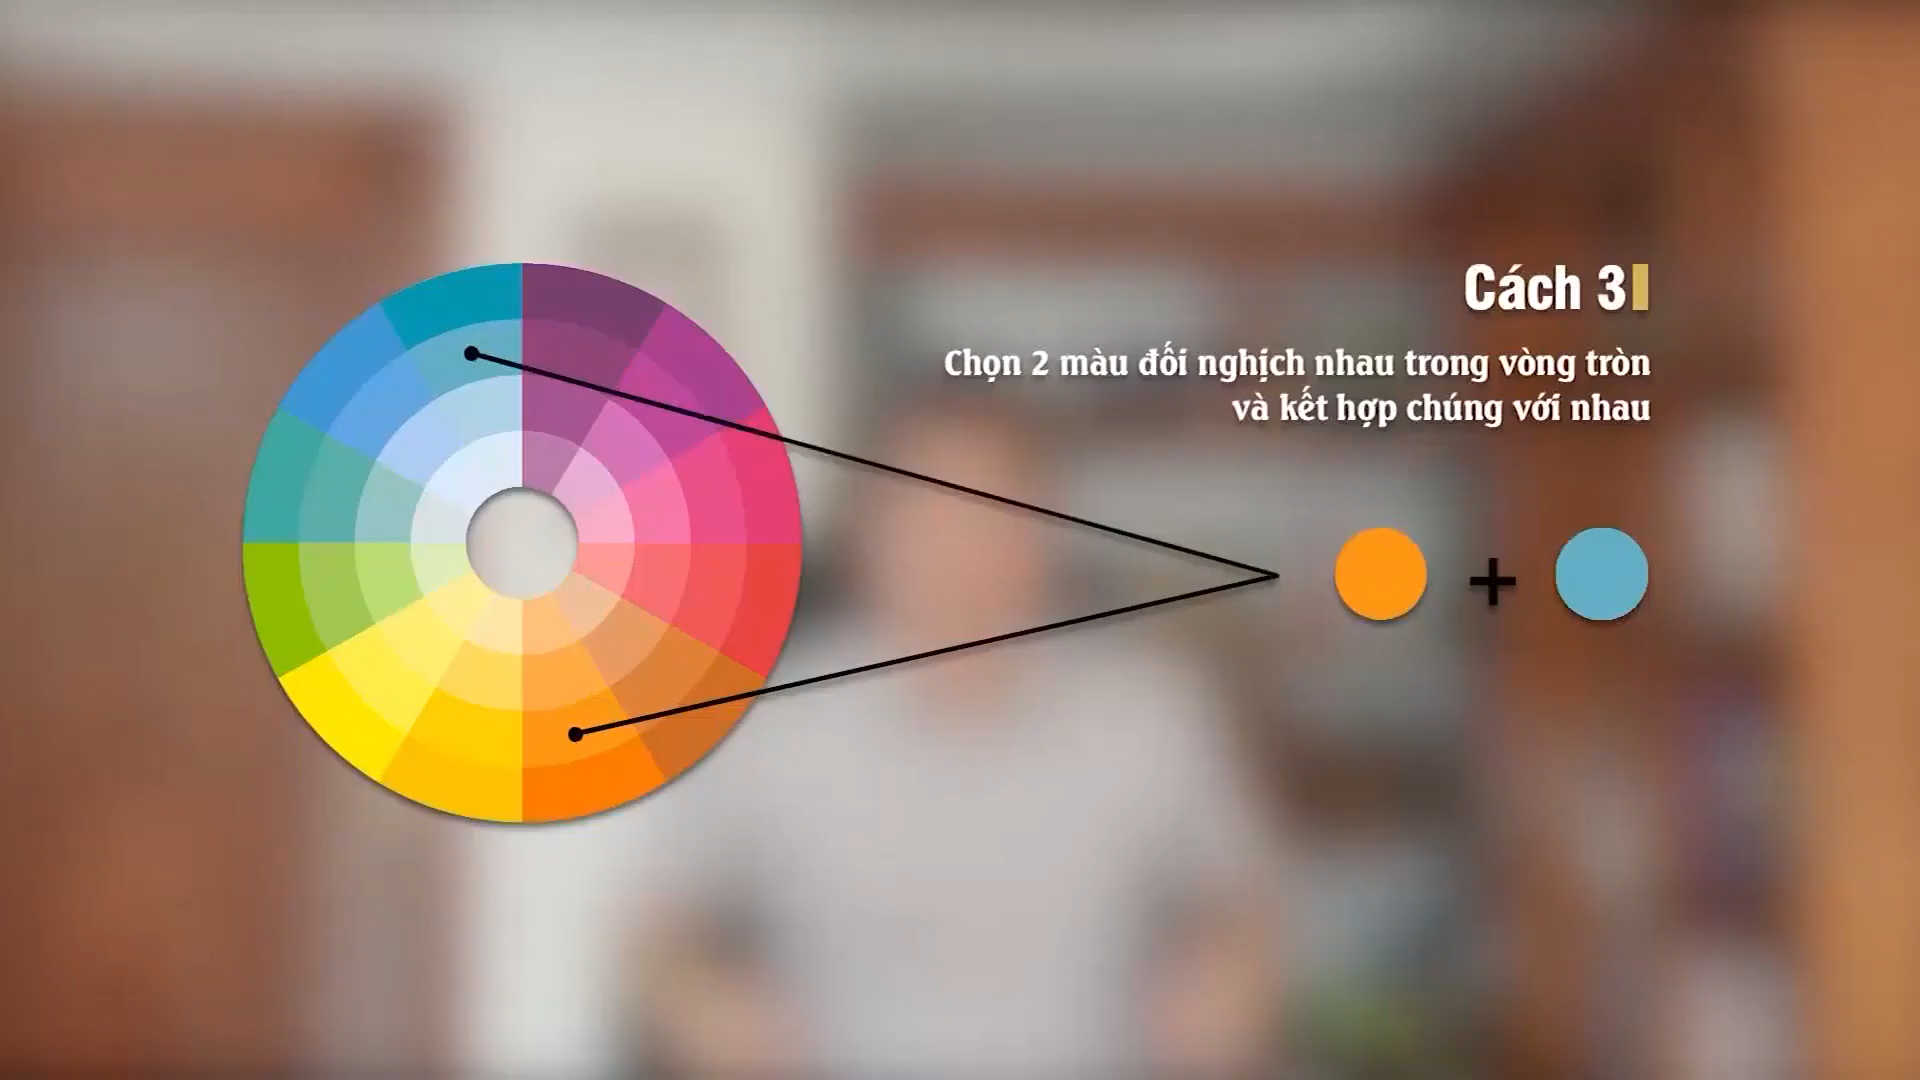 Cách 3
Chọn 2 màu đối nghịch nhau trong vòng tròn
và kết hợp chúng với nhau
+